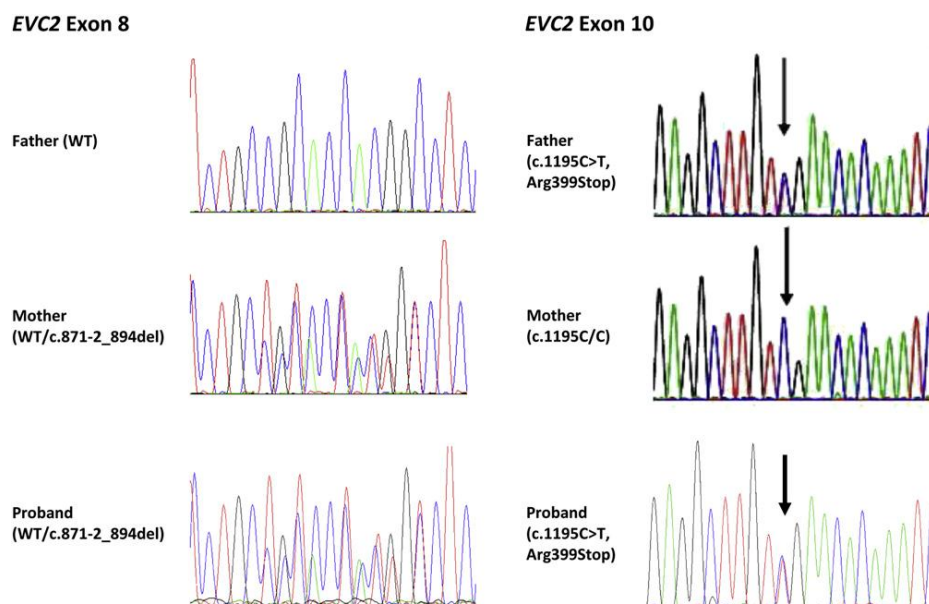 EVC2 Exon 8
Father (WT)
Mother
(WT/c.871-2_894del)
Proband
(WT/c.871-2_894del)
EVC2 Exon 10
Father
(c.1195C>T,
Arg399Stop)
Mother
(c.1195C/C)
Proband
(c.1195C>T,
Arg399Stop)